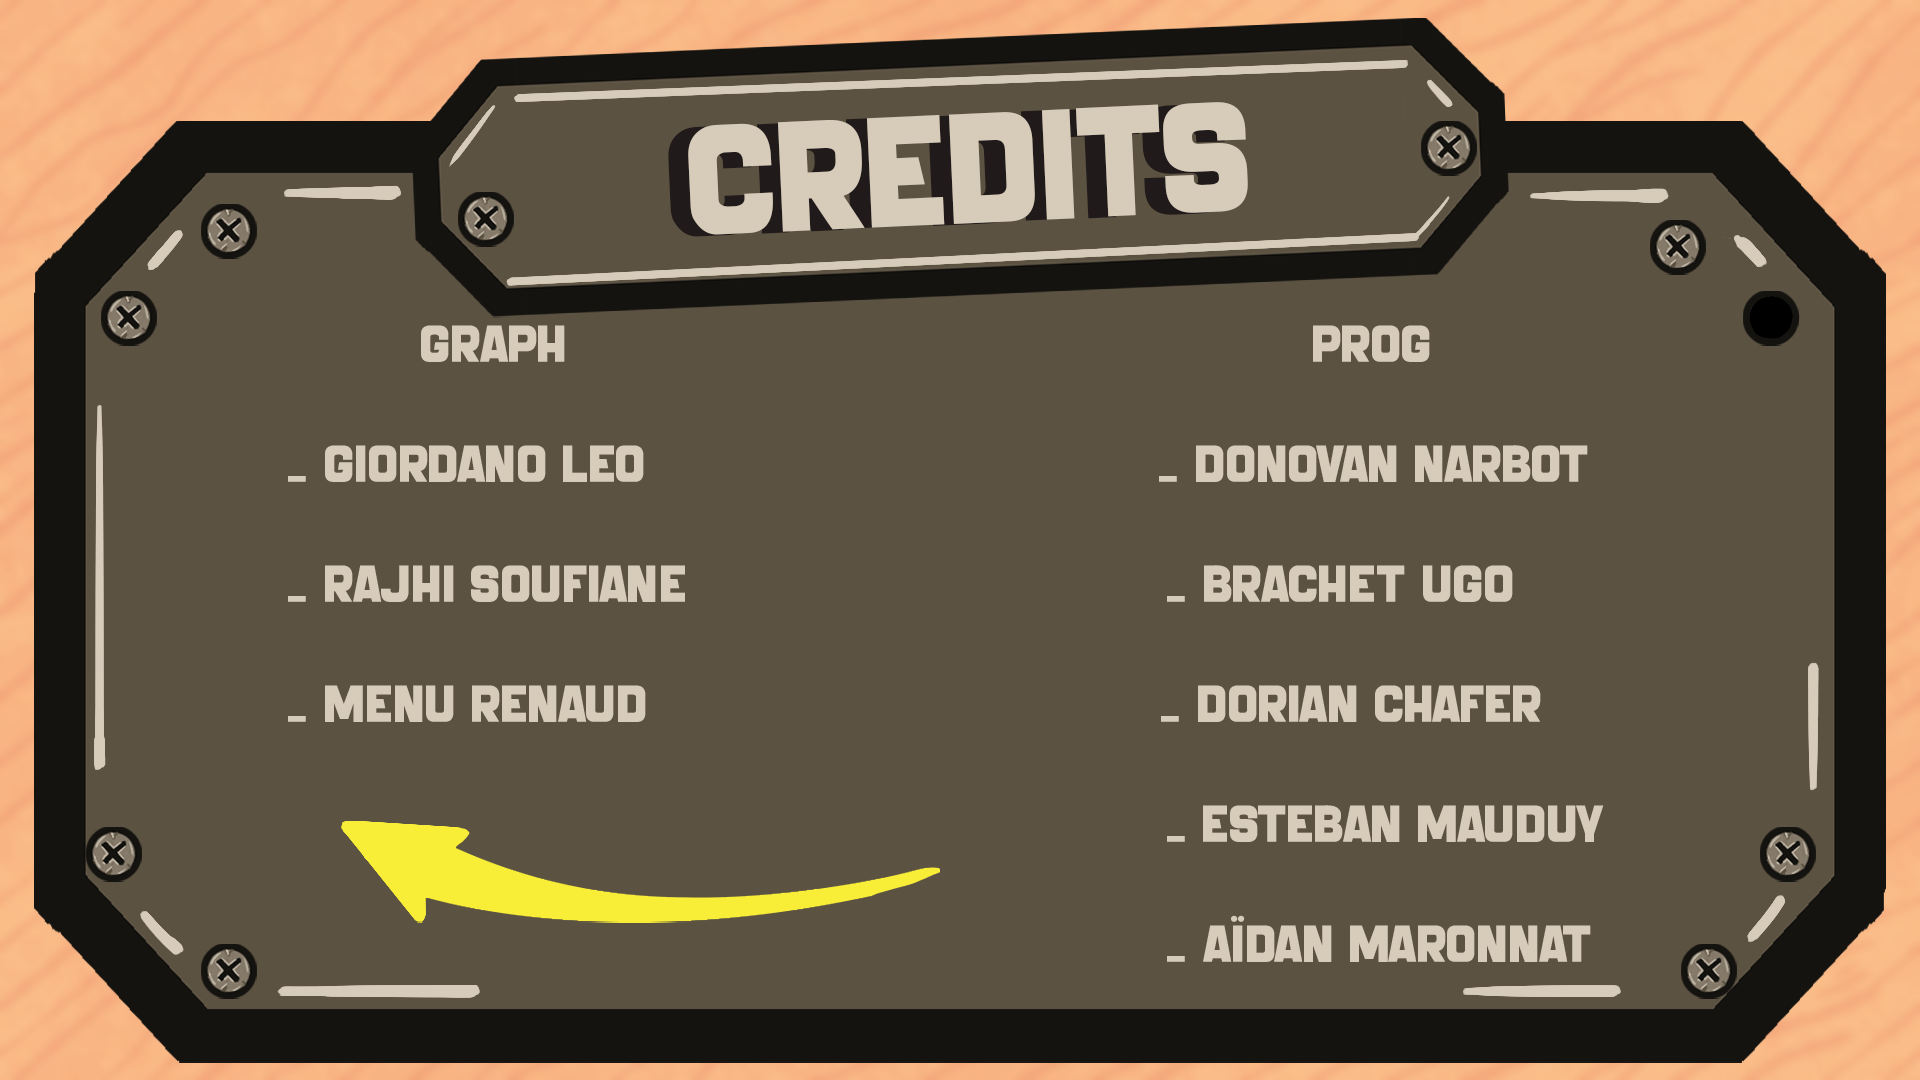 CREDITS
GRAPH
_ GIORDANO LEO
_ RAJHI SOUFIANE
_ MENU RENAUD
PROG
_ DONOVAN NARBOT
_ BRACHET UGO
_ DORIAN CHAFER
_ ESTEBAN MAUDUY
_ AÏDAN MARONNAT